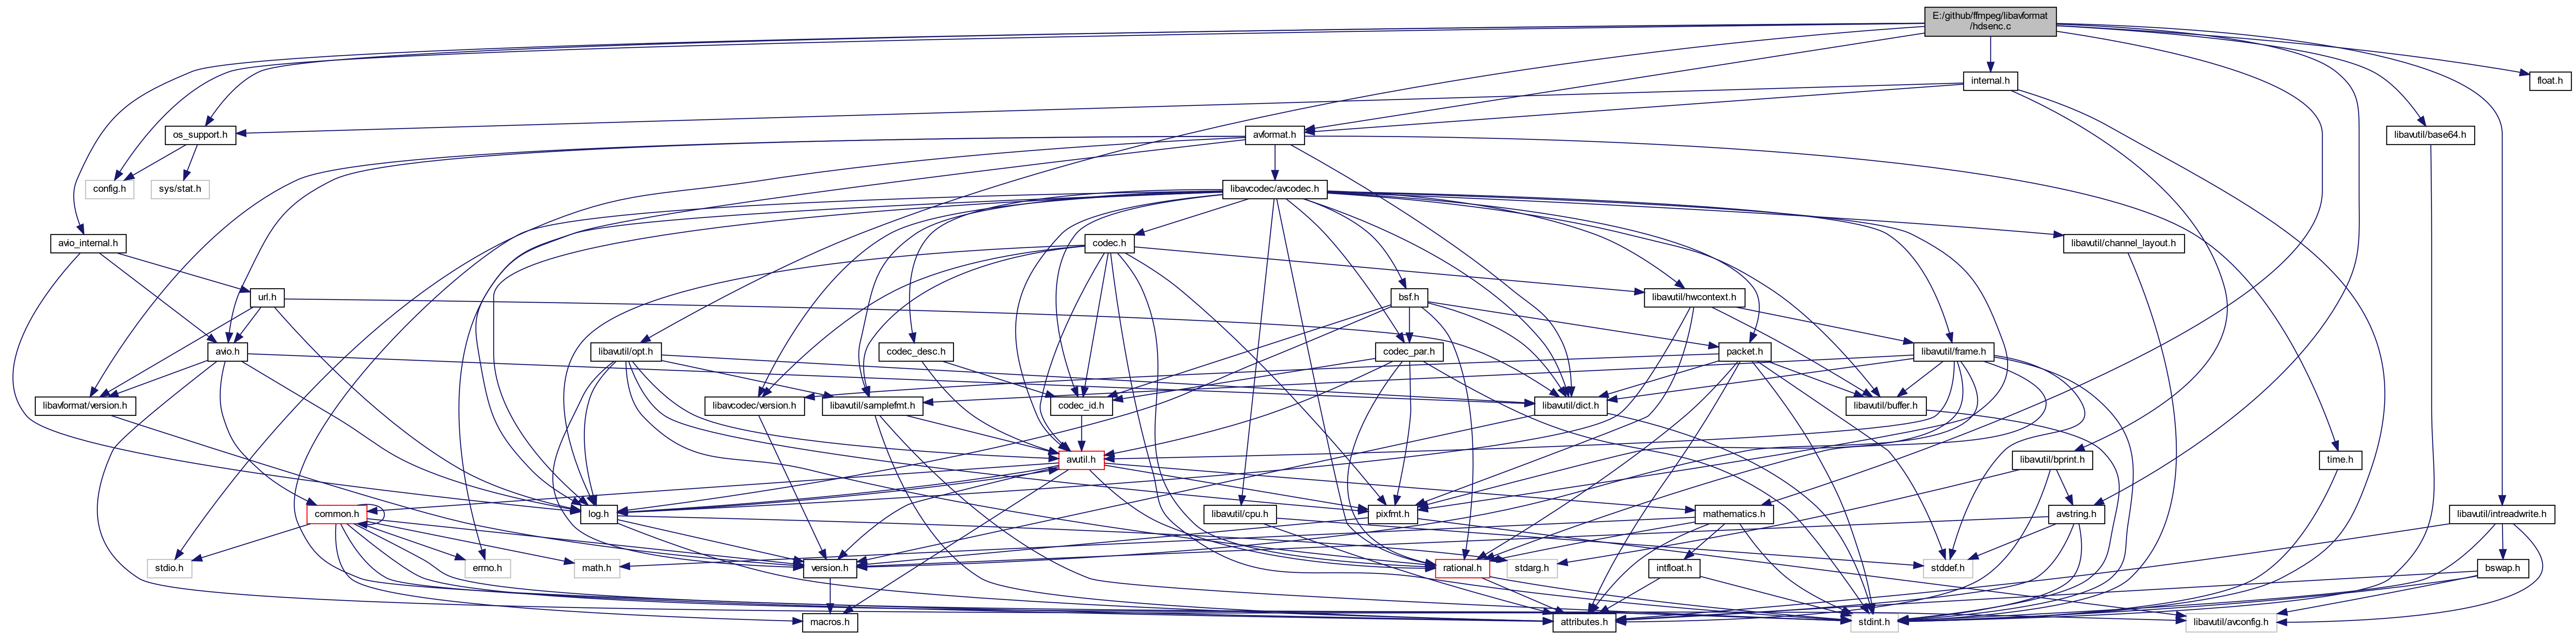 E:/github/ffmpeg/libavformat
/hdsenc.c
internal.h
float.h
os_support.h
avformat.h
libavutil/base64.h
config.h
sys/stat.h
libavcodec/avcodec.h
avio_internal.h
codec.h
libavutil/channel_layout.h
url.h
bsf.h
libavutil/hwcontext.h
avio.h
libavutil/opt.h
codec_desc.h
codec_par.h
packet.h
libavutil/frame.h
libavformat/version.h
libavcodec/version.h
libavutil/samplefmt.h
codec_id.h
libavutil/dict.h
libavutil/buffer.h
avutil.h
libavutil/bprint.h
time.h
common.h
log.h
libavutil/cpu.h
pixfmt.h
mathematics.h
avstring.h
libavutil/intreadwrite.h
stdio.h
errno.h
math.h
version.h
rational.h
stdarg.h
intfloat.h
stddef.h
bswap.h
macros.h
attributes.h
stdint.h
libavutil/avconfig.h